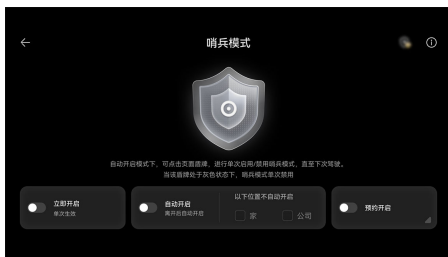 哨兵模式
自动开启模式下，可点击页面盾牌，进行单次启用/禁用哨兵模式，直至下次驾驶。
当该盾牌处于灰色状态下，哨兵模式单次禁用
立即开启
单次生效
自动开启
离开后自动开启
以下位置不自动开启
家
公司
预约开启